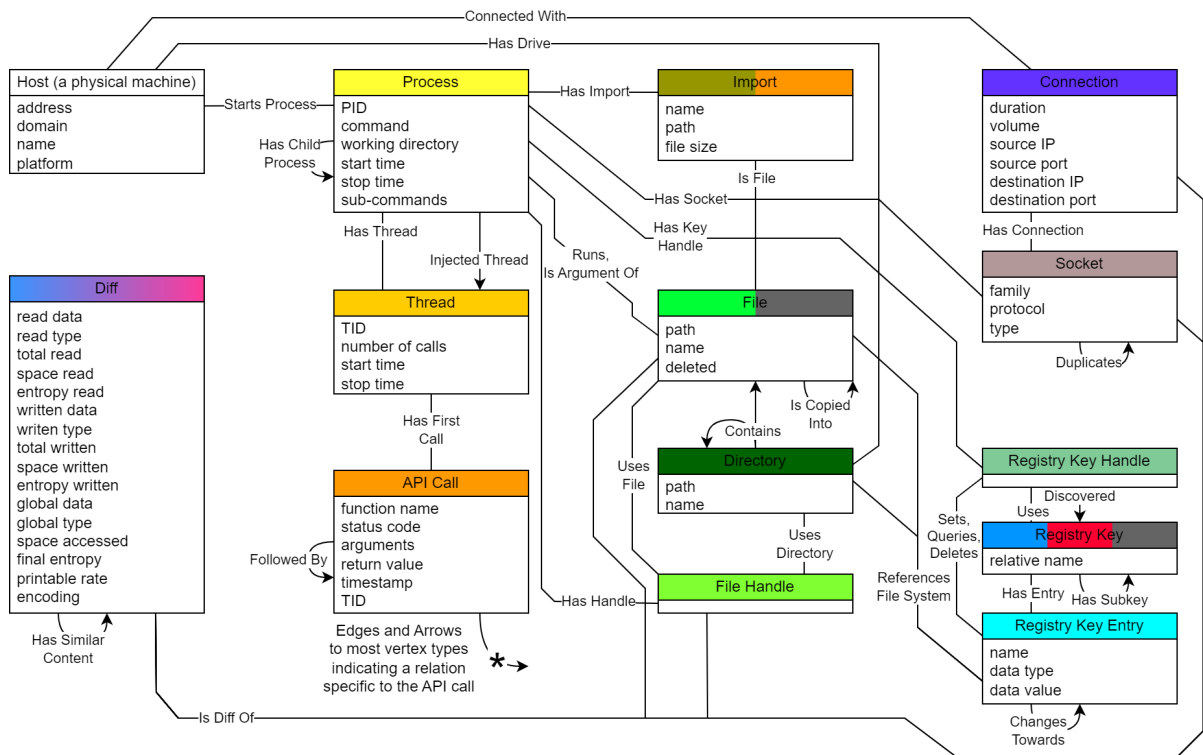 Connected With
Has Drive
Host (a physical machine)
address
domain
name
platform
Starts Process
Process
PID
command
working directory
start time
stop time
sub-commands
Has Child
Process
Has Import
Import
name
path
file size
Connection
duration
volume
source IP
source port
destination IP
destination port
Is File
Has Socket
Has Thread
Injected Thread
Has Key
Handle
Has Connection
Runs,
Is Argument Of
Socket
family
protocol
type
Duplicates
Diff
read data
read type
total read
space read
entropy read
written data
writen type
total written
space written
entropy written
global data
global type
space accessed
final entropy
printable rate
encoding
Has Similar
Content
Thread
TID
number of calls
start time
stop time
File
path
name
deleted
Is Copied
Into
Has First
Call
Contains
Uses
File
Directory
path
name
Uses
Directory
API Call
function name
status code
arguments
return value
timestamp
TID
Followed By
Registry Key Handle
Discovered
Uses
Sets,
Queries,
Deletes
Registry Key
relative name
Has Entry
Has Subkey
File Handle
Has Handle
References
File System
Registry Key Entry
name
data type
data value
Changes
Towards
Edges and Arrows
to most vertex types
indicating a relation
specific to the API call
*
Is Diff Of